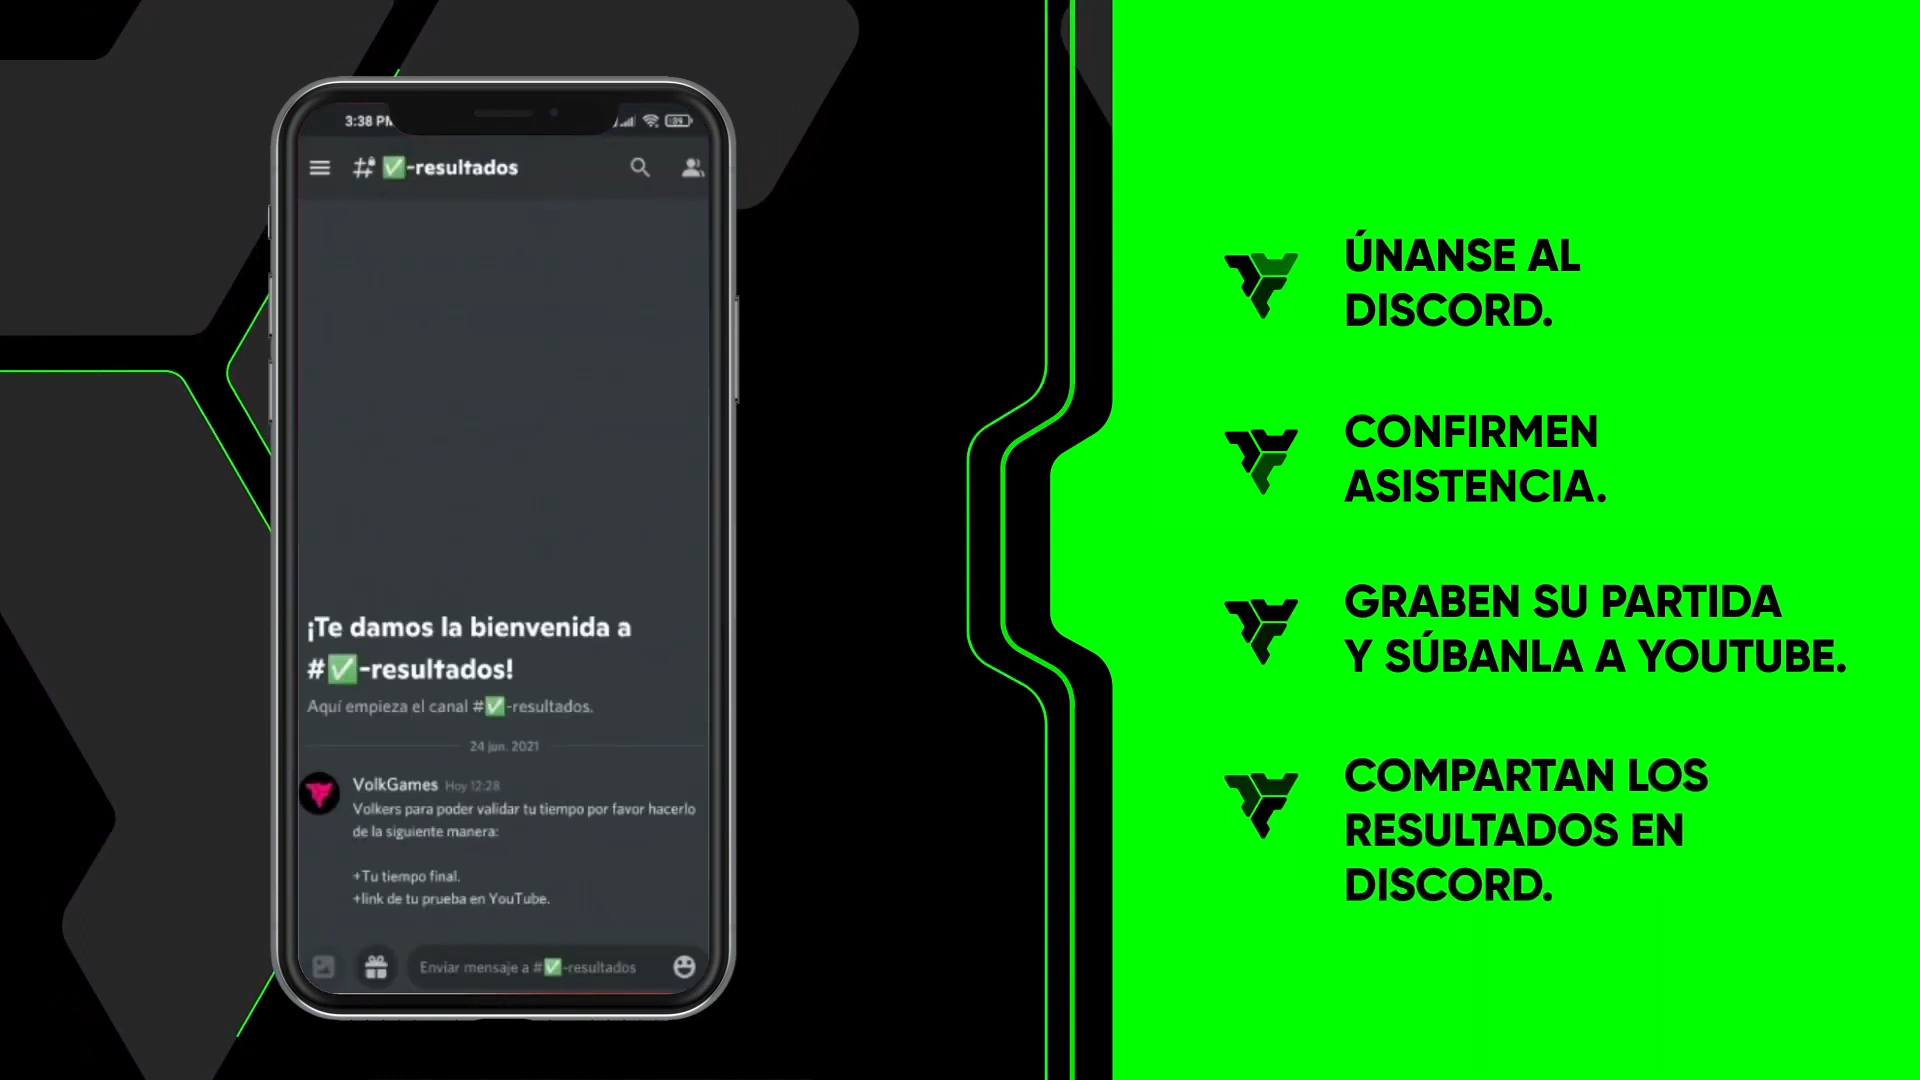 3:38 PM
#✅-resultados
¡Te damos la bienvenida a
#✅-resultados!
Aquí empieza el canal #✅-resultados.
24 jun. 2021
VolkGames Hoy 12:28
Volkers para poder validar tu tiempo por favor hacerlo
de la siguiente manera:
+Tu tiempo final.
+link de tu prueba en YouTube.
Enviar mensaje a #✅-resultados
ÚNANSE AL
DISCORD.
CONFIRMEN
ASISTENCIA.
GRABEN SU PARTIDA
Y SÚBANLA A YOUTUBE.
COMPARTAN LOS
RESULTADOS EN
DISCORD.